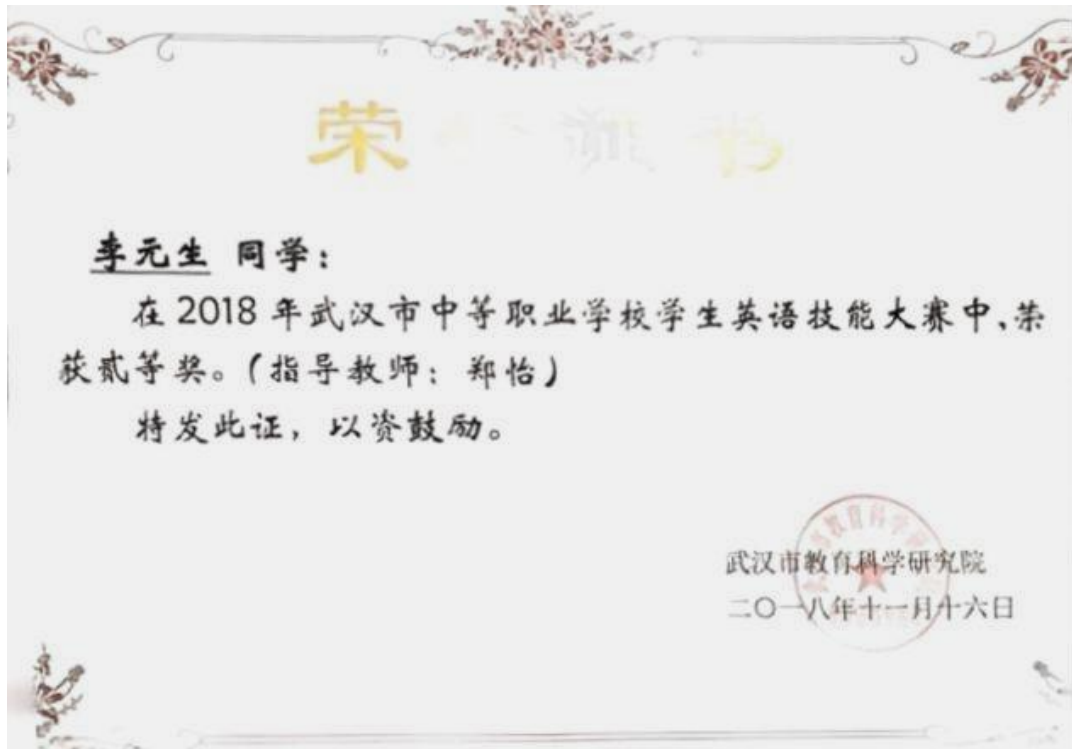 荣 证书
李元生 同学：
在2018年武汉市中等职业学校学生英语技能大赛中，荣
获贰等奖。（指导教师：郑怡）
特发此证，以资鼓励。
武汉市教育科学研究院
二〇一八年十一月十六日